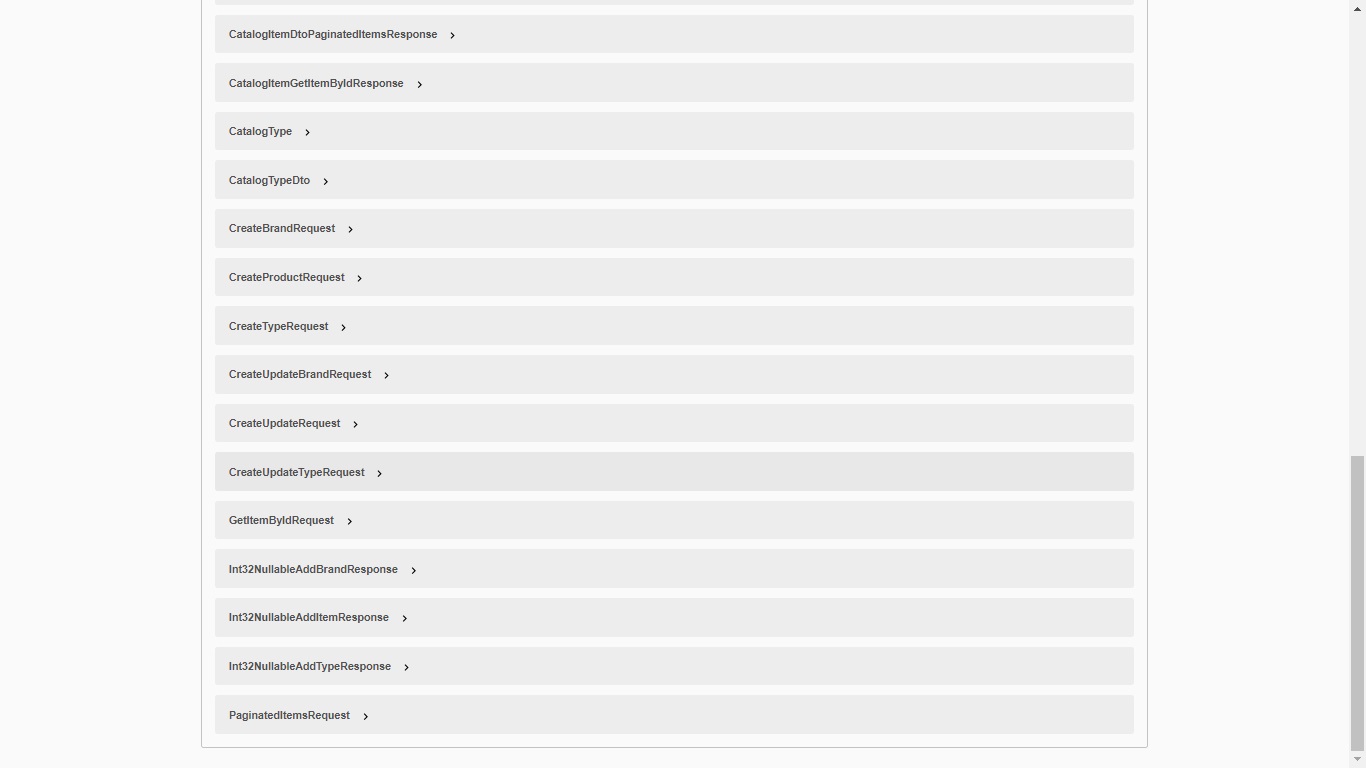 CatalogItemDtoPaginatedItemsResponse
CatalogItemGetItemByIdResponse
CatalogType
CatalogTypeDto
CreateBrandRequest
CreateProductRequest
CreateTypeRequest
CreateUpdateBrandRequest
CreateUpdateRequest
CreateUpdateTypeRequest
GetItemByIdRequest
Int32NullableAddBrandResponse
Int32NullableAddItemResponse
Int32NullableAddTypeResponse
PaginatedItemsRequest